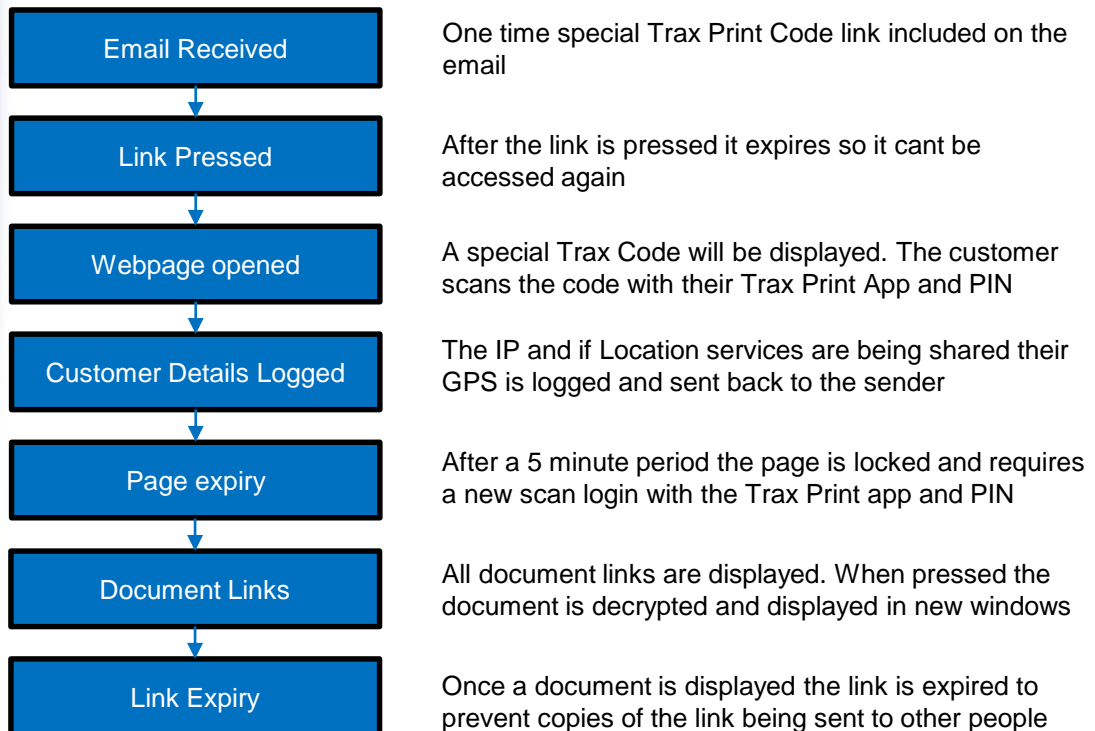 Email Received
One time special Trax Print Code link included on the
email
Link Pressed
After the link is pressed it expires so it cant be
accessed again
Webpage opened
A special Trax Code will be displayed. The customer
scans the code with their Trax Print App and PIN
Customer Details Logged
The IP and if Location services are being shared their
GPS is logged and sent back to the sender
Page expiry
After a 5 minute period the page is locked and requires
a new scan login with the Trax Print app and PIN
Document Links
All document links are displayed. When pressed the
document is decrypted and displayed in new windows
Link Expiry
Once a document is displayed the link is expired to
prevent copies of the link being sent to other people